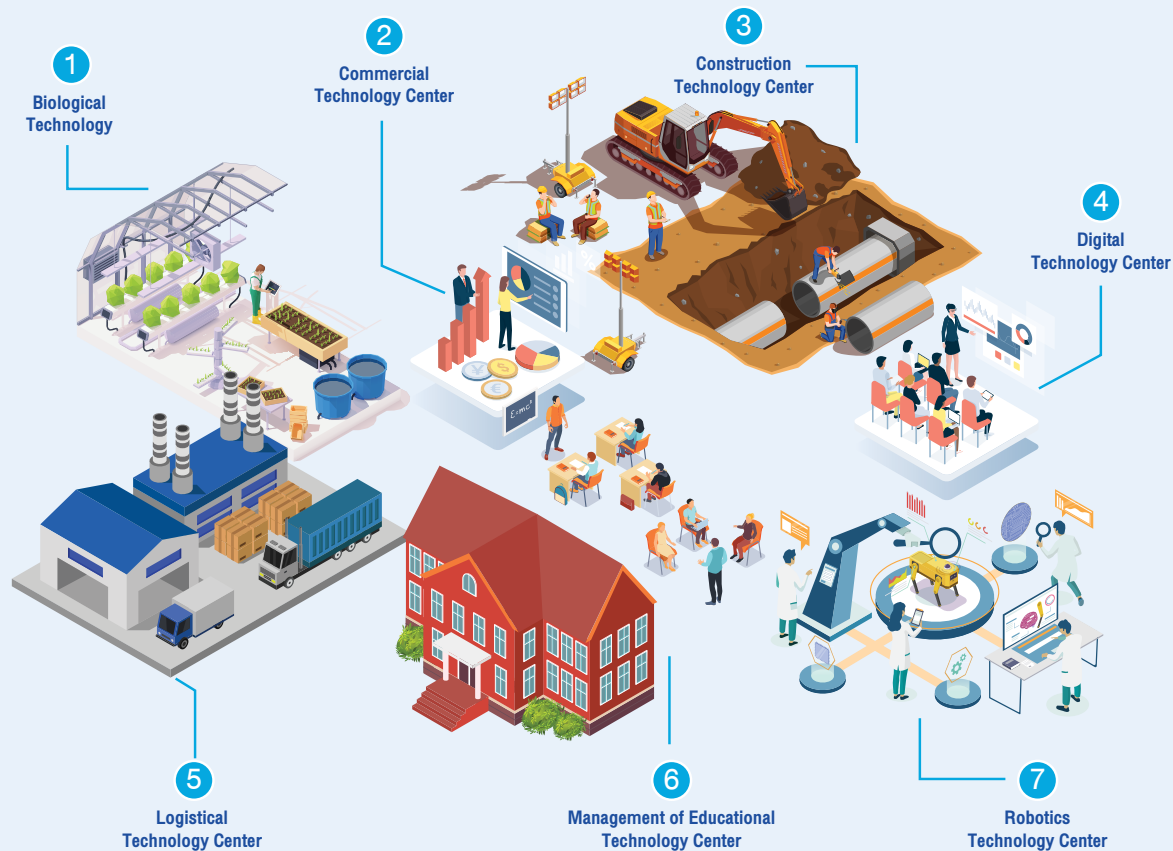 1
Biological
Technology
2
Commercial
Technology Center
3
Construction
Technology Center
4
Digital
Technology Center
%
¥
$
€
E=mc²
5
Logistical
Technology Center
6
Management of Educational
Technology Center
7
Robotics
Technology Center